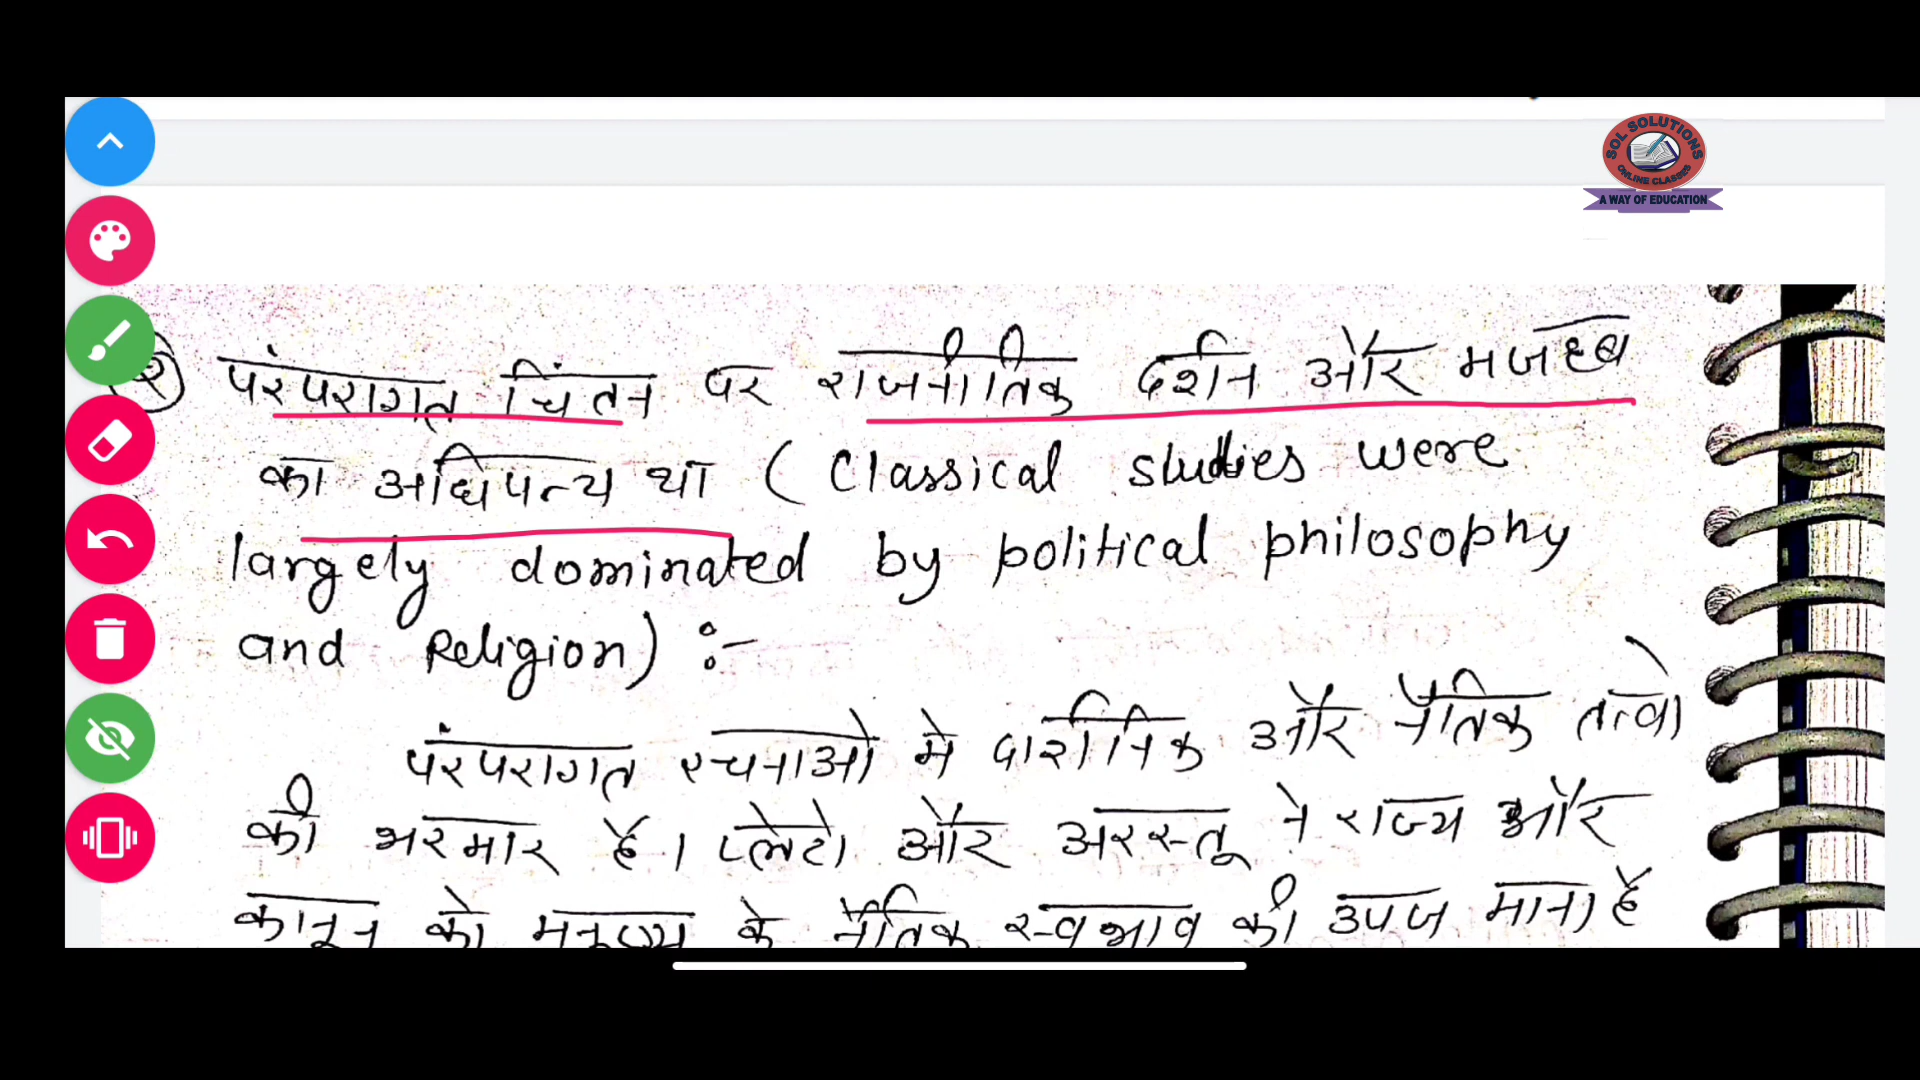 SOL SOLUTIONS
ONLINE CLASSES
A WAY OF EDUCATION
परंपरागत चिंतन पर राजनीतिक दर्शन और मजहब
का अधिपत्य था ( Classical studies were
largely dominated by political philosophy
and Religion) :-
परंपरागत रचनाओ मे दार्शनिक और नैतिक तत्वो
की भरमार है। प्लेटो और अरस्तू ने राज्य और
कानून को मनुष्य के नैतिक स्वभाव की उपज माना है